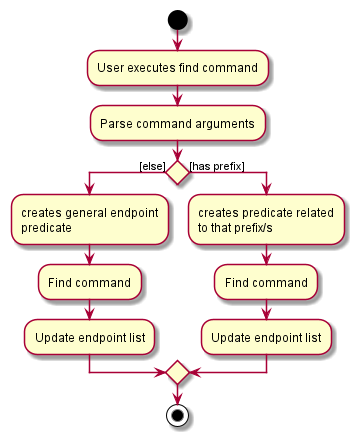 User executes find command
Parse command arguments
[else]
[has prefix]
creates general endpoint
predicate
creates predicate related
to that prefix/s
Find command
Find command
Update endpoint list
Update endpoint list